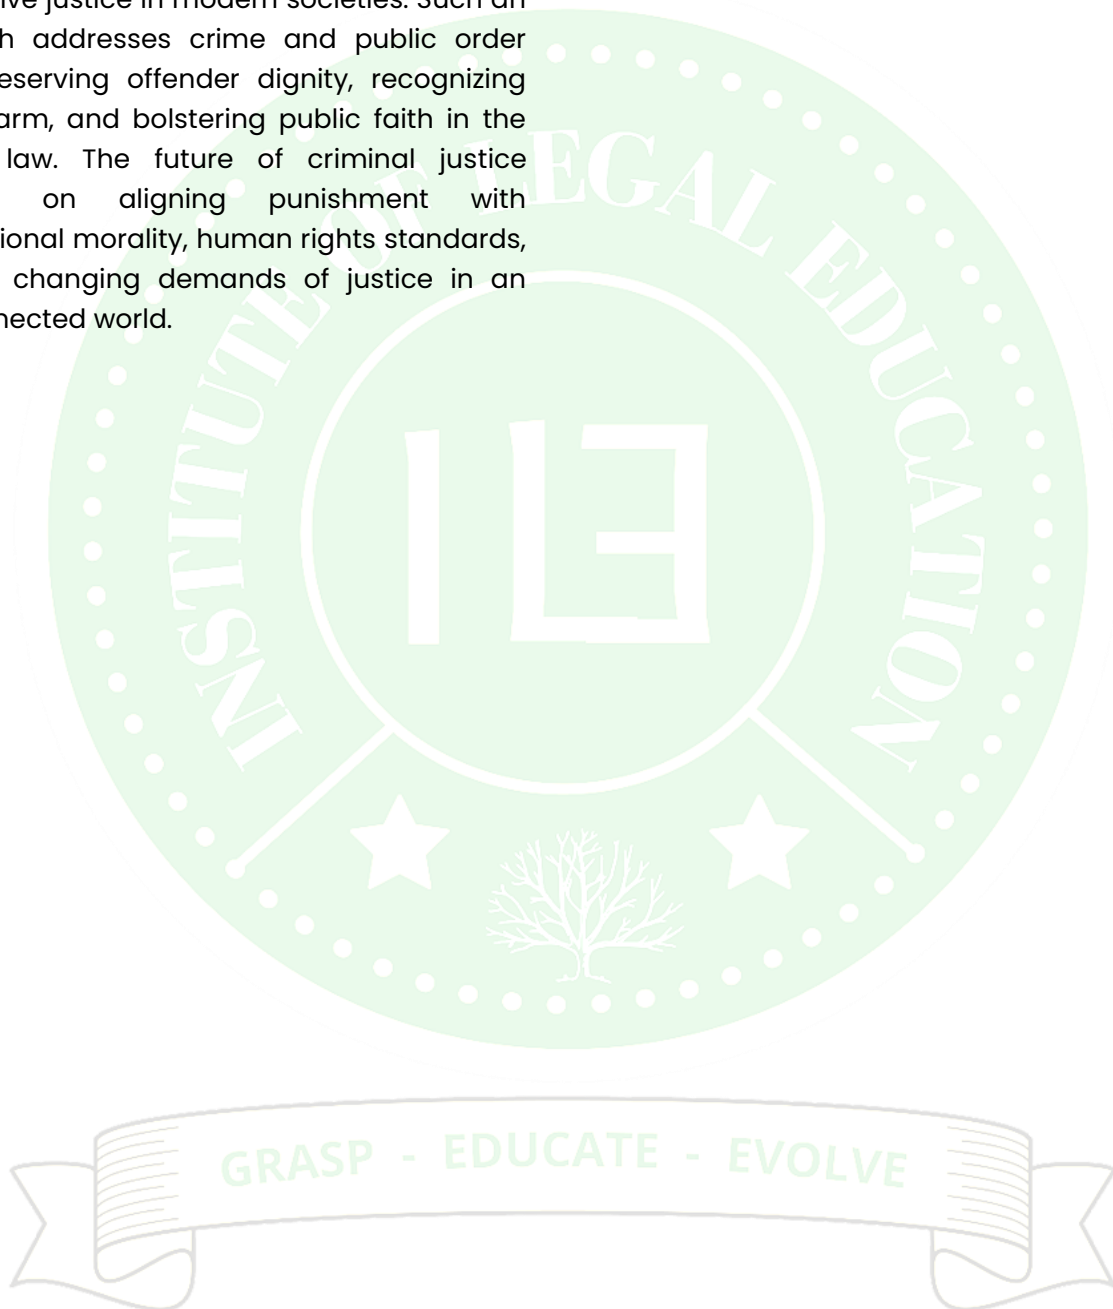 ive justice in modern societies. Such an
h addresses crime and public order
eserving offender dignity, recognizing
arm, and bolstering public faith in the
law. The future of criminal justice
on aligning punishment with
ional morality, human rights standards,
changing demands of justice in an
nected world.
INSTITUTE OF LEGAL EDUCATION
ILE
GRASP - EDUCATE - EVOLVE